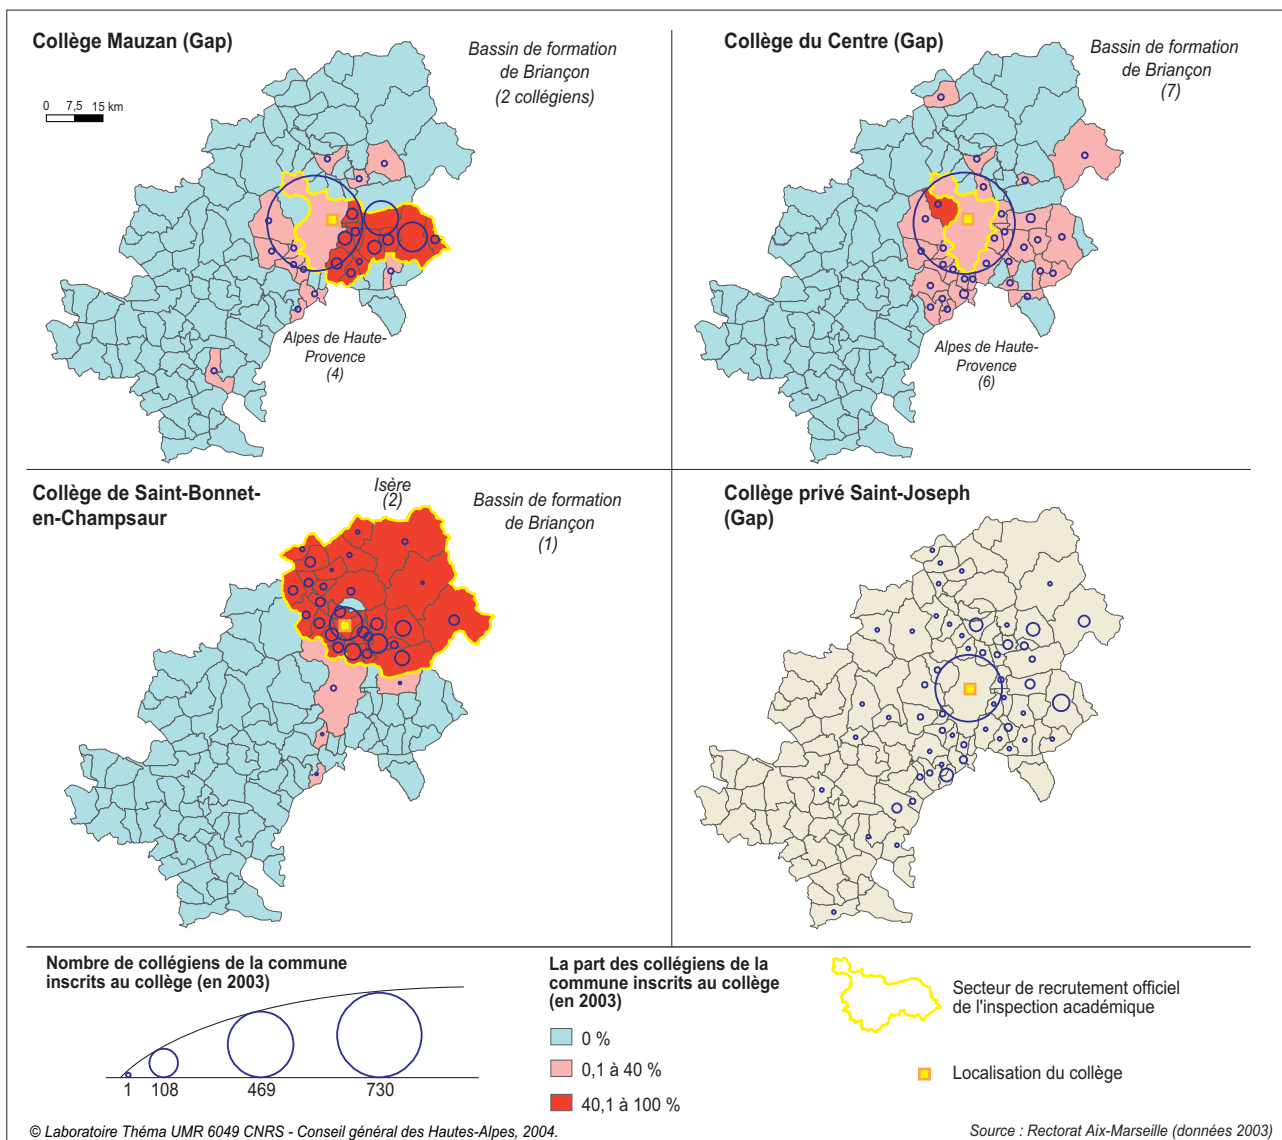 Collège Mauzan (Gap)
Bassin de formation
de Briançon
(2 collégiens)
0 7,5 15 km
Alpes de Haute-
Provence
(4)
Collège du Centre (Gap)
Bassin de formation
de Briançon
(7)
Alpes de Haute-
Provence
(6)
Collège de Saint-Bonnet-
en-Champsaur
Isère
(2)
Bassin de formation
de Briançon
(1)
Collège privé Saint-Joseph
(Gap)
Nombre de collégiens de la commune
inscrits au collège (en 2003)
1 108 469 730
La part des collégiens de la
commune inscrits au collège
(en 2003)
0 %
0,1 à 40 %
40,1 à 100 %
Secteur de recrutement officiel
de l'inspection académique
Localisation du collège
© Laboratoire Théma UMR 6049 CNRS - Conseil général des Hautes-Alpes, 2004.
Source : Rectorat Aix-Marseille (données 2003)